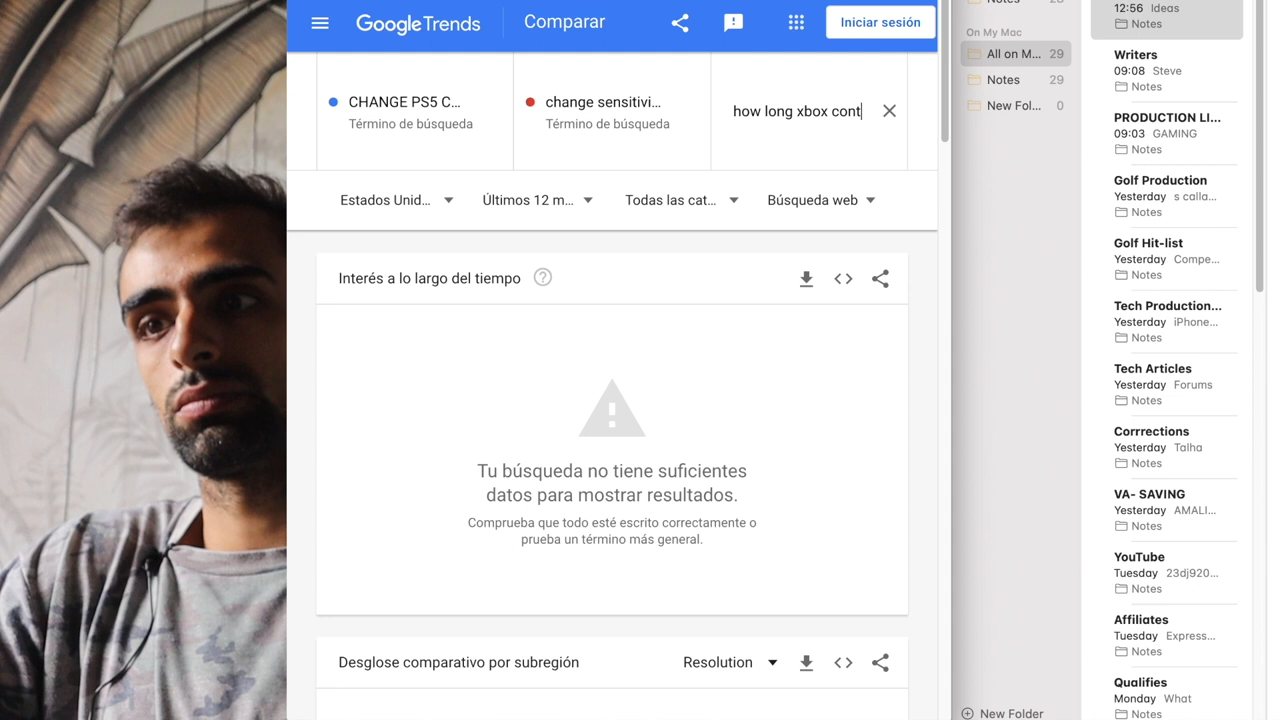 GoogleTrends
Comparar
Iniciar sesión
CHANGE PS5 C...
Término de búsqueda
change sensitivi...
Término de búsqueda
how long xbox cont
Estados Unid...
Últimos 12 m...
Todas las cat...
Búsqueda web
Interés a lo largo del tiempo
Tu búsqueda no tiene suficientes
datos para mostrar resultados.
Comprueba que todo esté escrito correctamente o
prueba un término más general.
Desglose comparativo por subregión
Resolution
On My Mac
All on M... 29
Notes 29
New Fol... 0
New Folder
12:56 Ideas
Notes
Writers
09:08 Steve
Notes
PRODUCTION LI...
09:03 GAMING
Notes
Golf Production
Yesterday s calla...
Notes
Golf Hit-list
Yesterday Compe...
Notes
Tech Production...
Yesterday iPhone...
Notes
Tech Articles
Yesterday Forums
Notes
Corrrections
Yesterday Talha
Notes
VA- SAVING
Yesterday AMALI...
Notes
YouTube
Tuesday 23dj920...
Notes
Affiliates
Tuesday Express...
Notes
Qualifies
Monday What
Notes